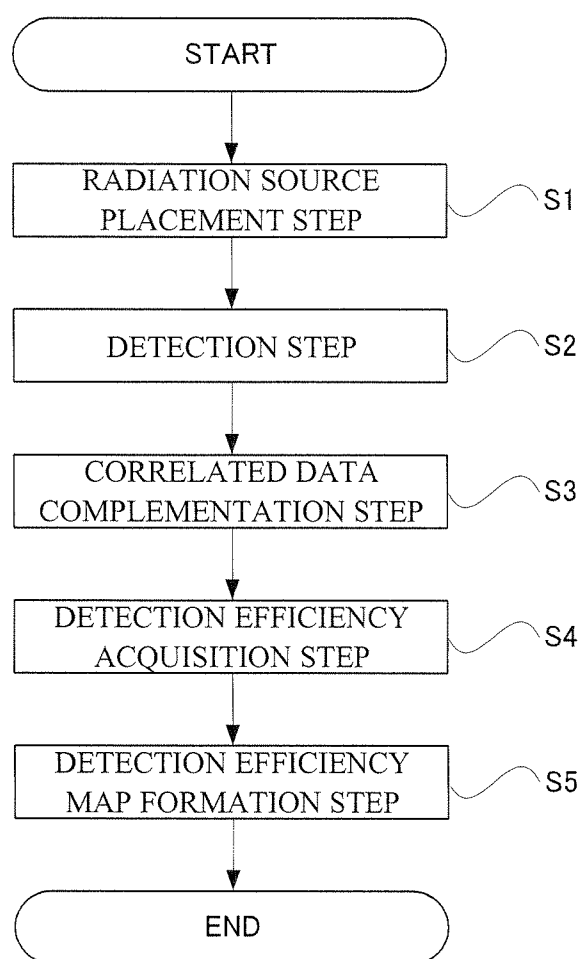 START
RADIATION SOURCE
PLACEMENT STEP
S1
DETECTION STEP
S2
CORRELATED DATA
COMPLEMENTATION STEP
S3
DETECTION EFFICIENCY
ACQUISITION STEP
S4
DETECTION EFFICIENCY
MAP FORMATION STEP
S5
END